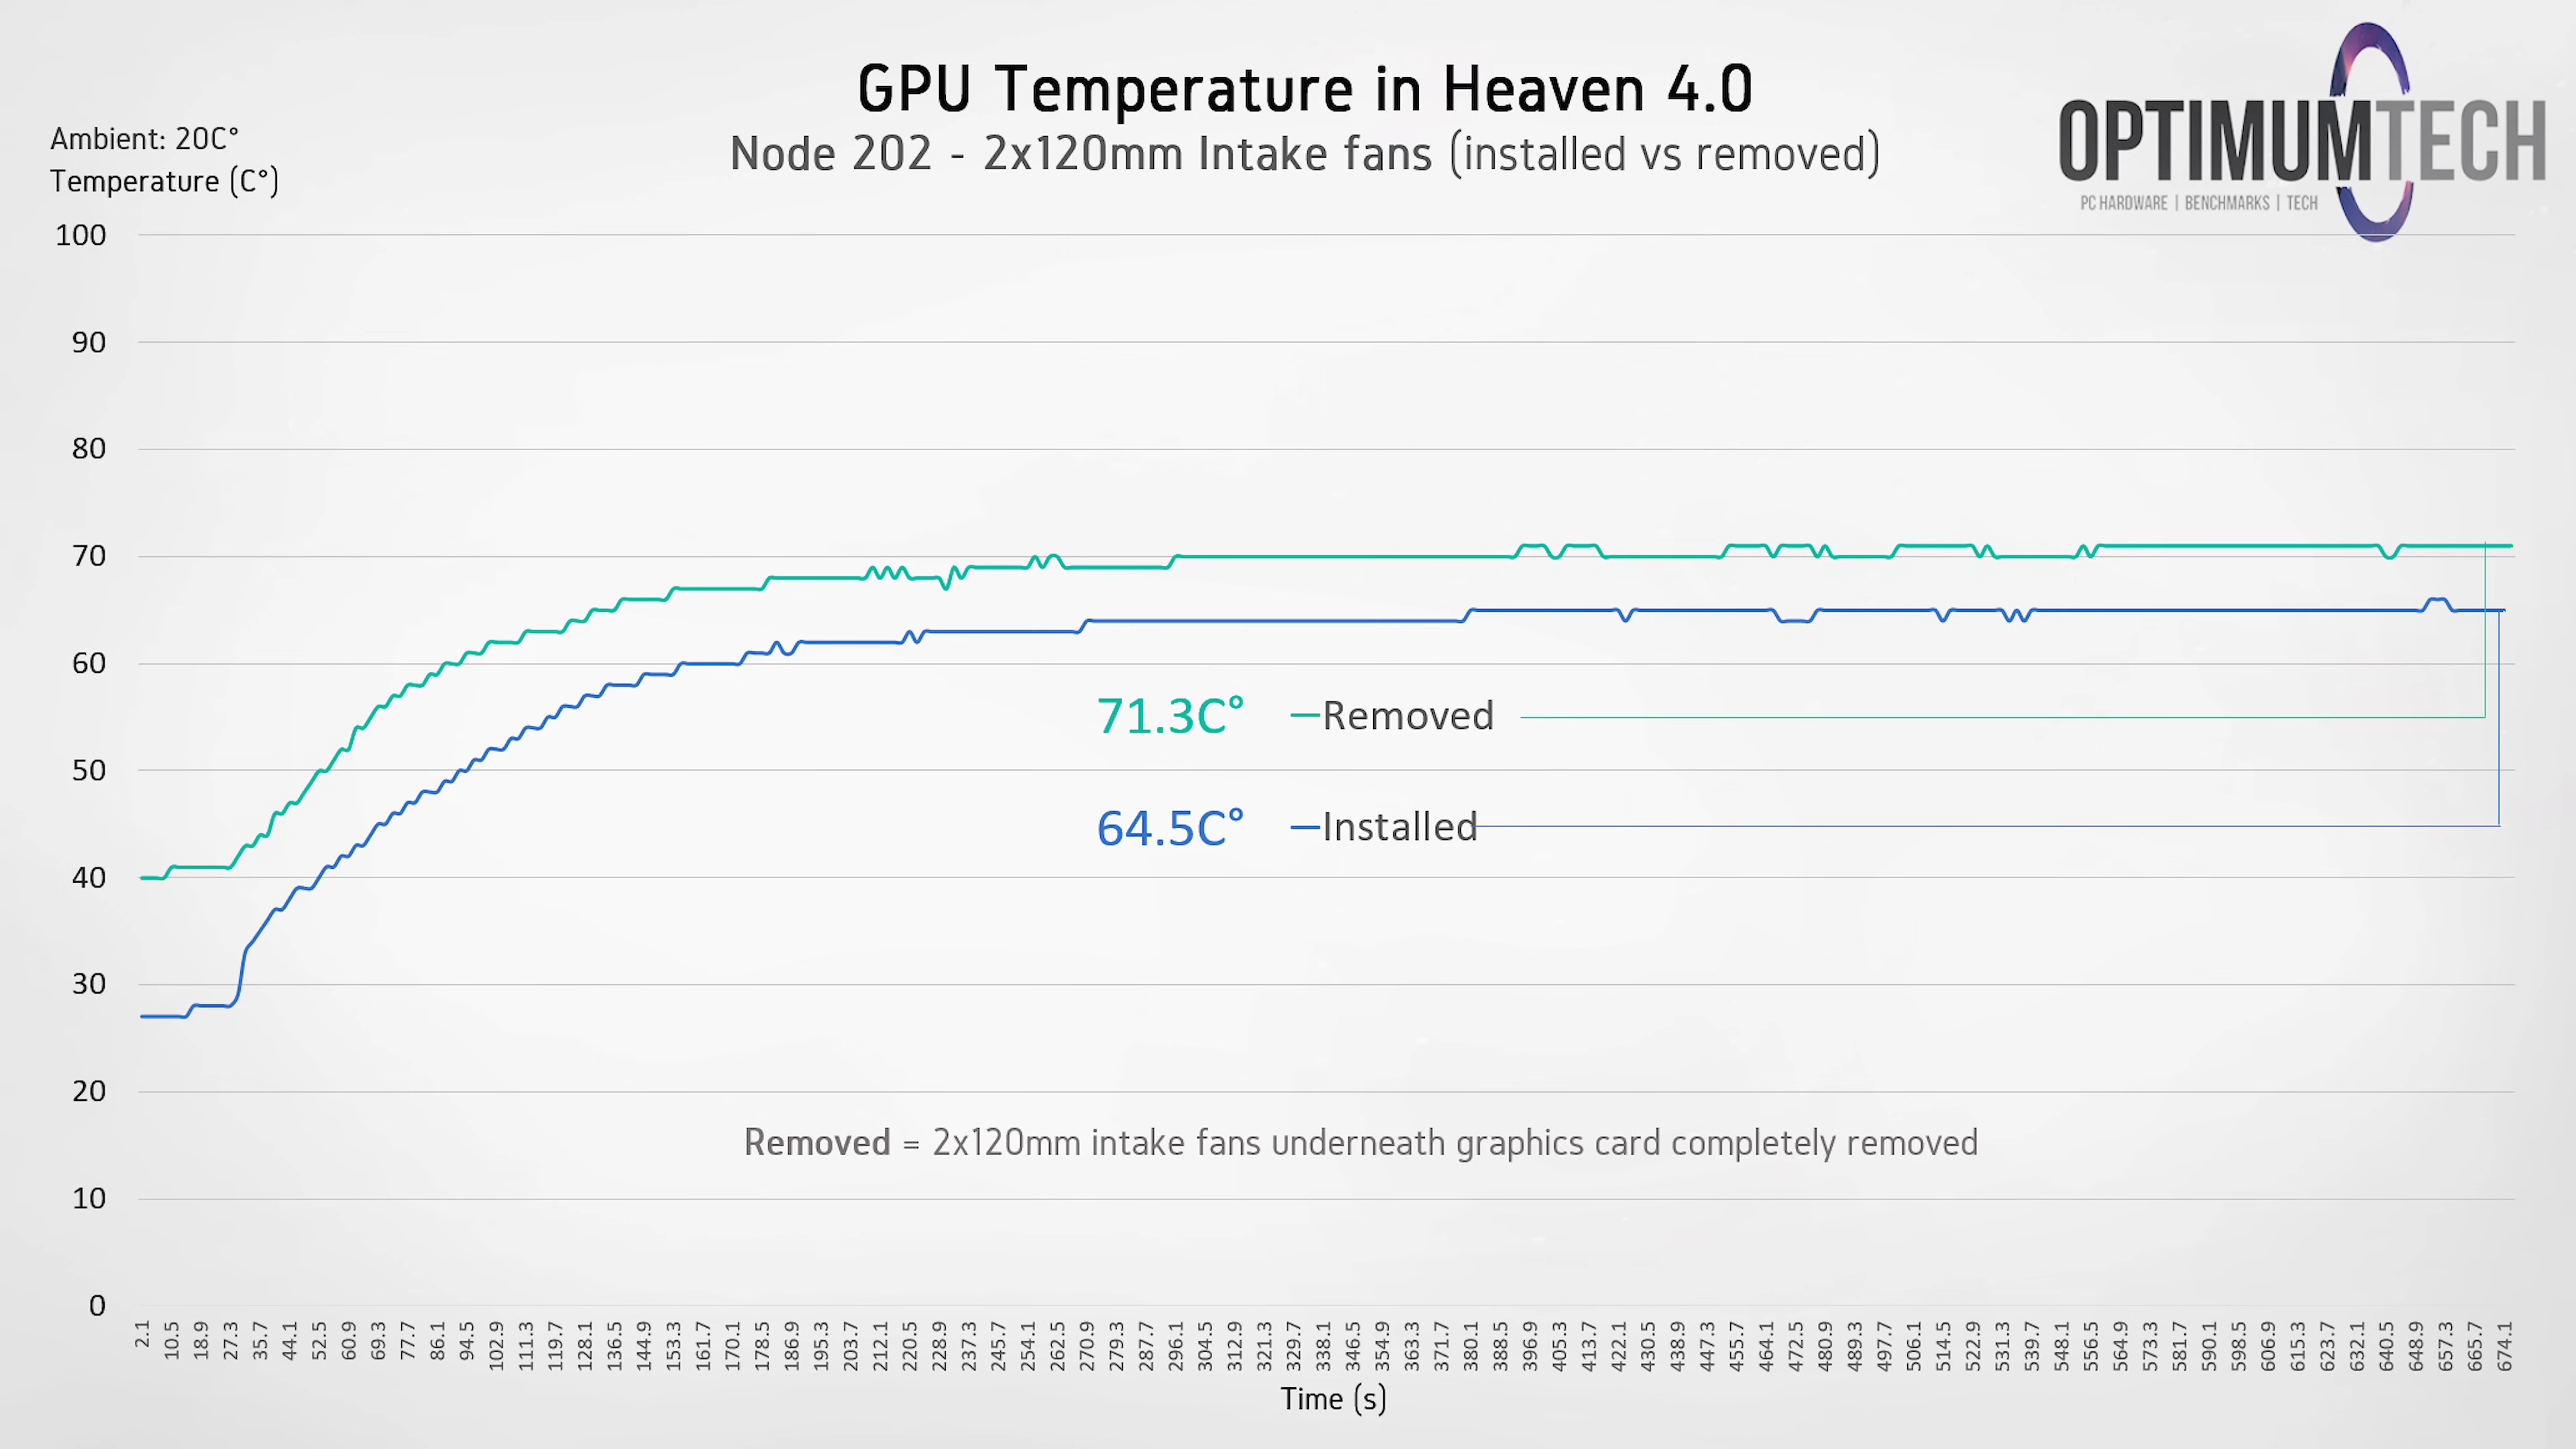 GPU Temperature in Heaven 4.0
Node 202 - 2x120mm Intake fans (installed vs removed)
OPTIMUMTECH
PC HARDWARE | BENCHMARKS | TECH
Ambient: 20C°
Temperature (C°)
100
90
80
70
60
71.3C° Removed
50
64.5C° Installed
40
30
20
Removed = 2x120mm intake fans underneath graphics card completely removed
10
0
2.1 10.5 18.9 27.3 35.7 44.1 52.5 60.9 69.3 77.7 86.1 94.5 102.9 111.3 119.7 128.1 136.5 144.9 153.3 161.7 170.1 178.5 186.9 195.3 203.7 212.1 220.5 228.9 237.3 245.7 254.1 262.5 270.9 279.3 287.7 296.1 304.5 312.9 321.3 329.7 338.1 346.5 354.9 363.3 371.7 380.1 388.5 396.9 405.3 413.7 422.1 430.5 438.9 447.3 455.7 464.1 472.5 480.9 489.3 497.7 506.1 514.5 522.9 531.3 539.7 548.1 556.5 564.9 573.3 581.7 590.1 598.5 606.9 615.3 623.7 632.1 640.5 648.9 657.3 665.7 674.1
Time (s)